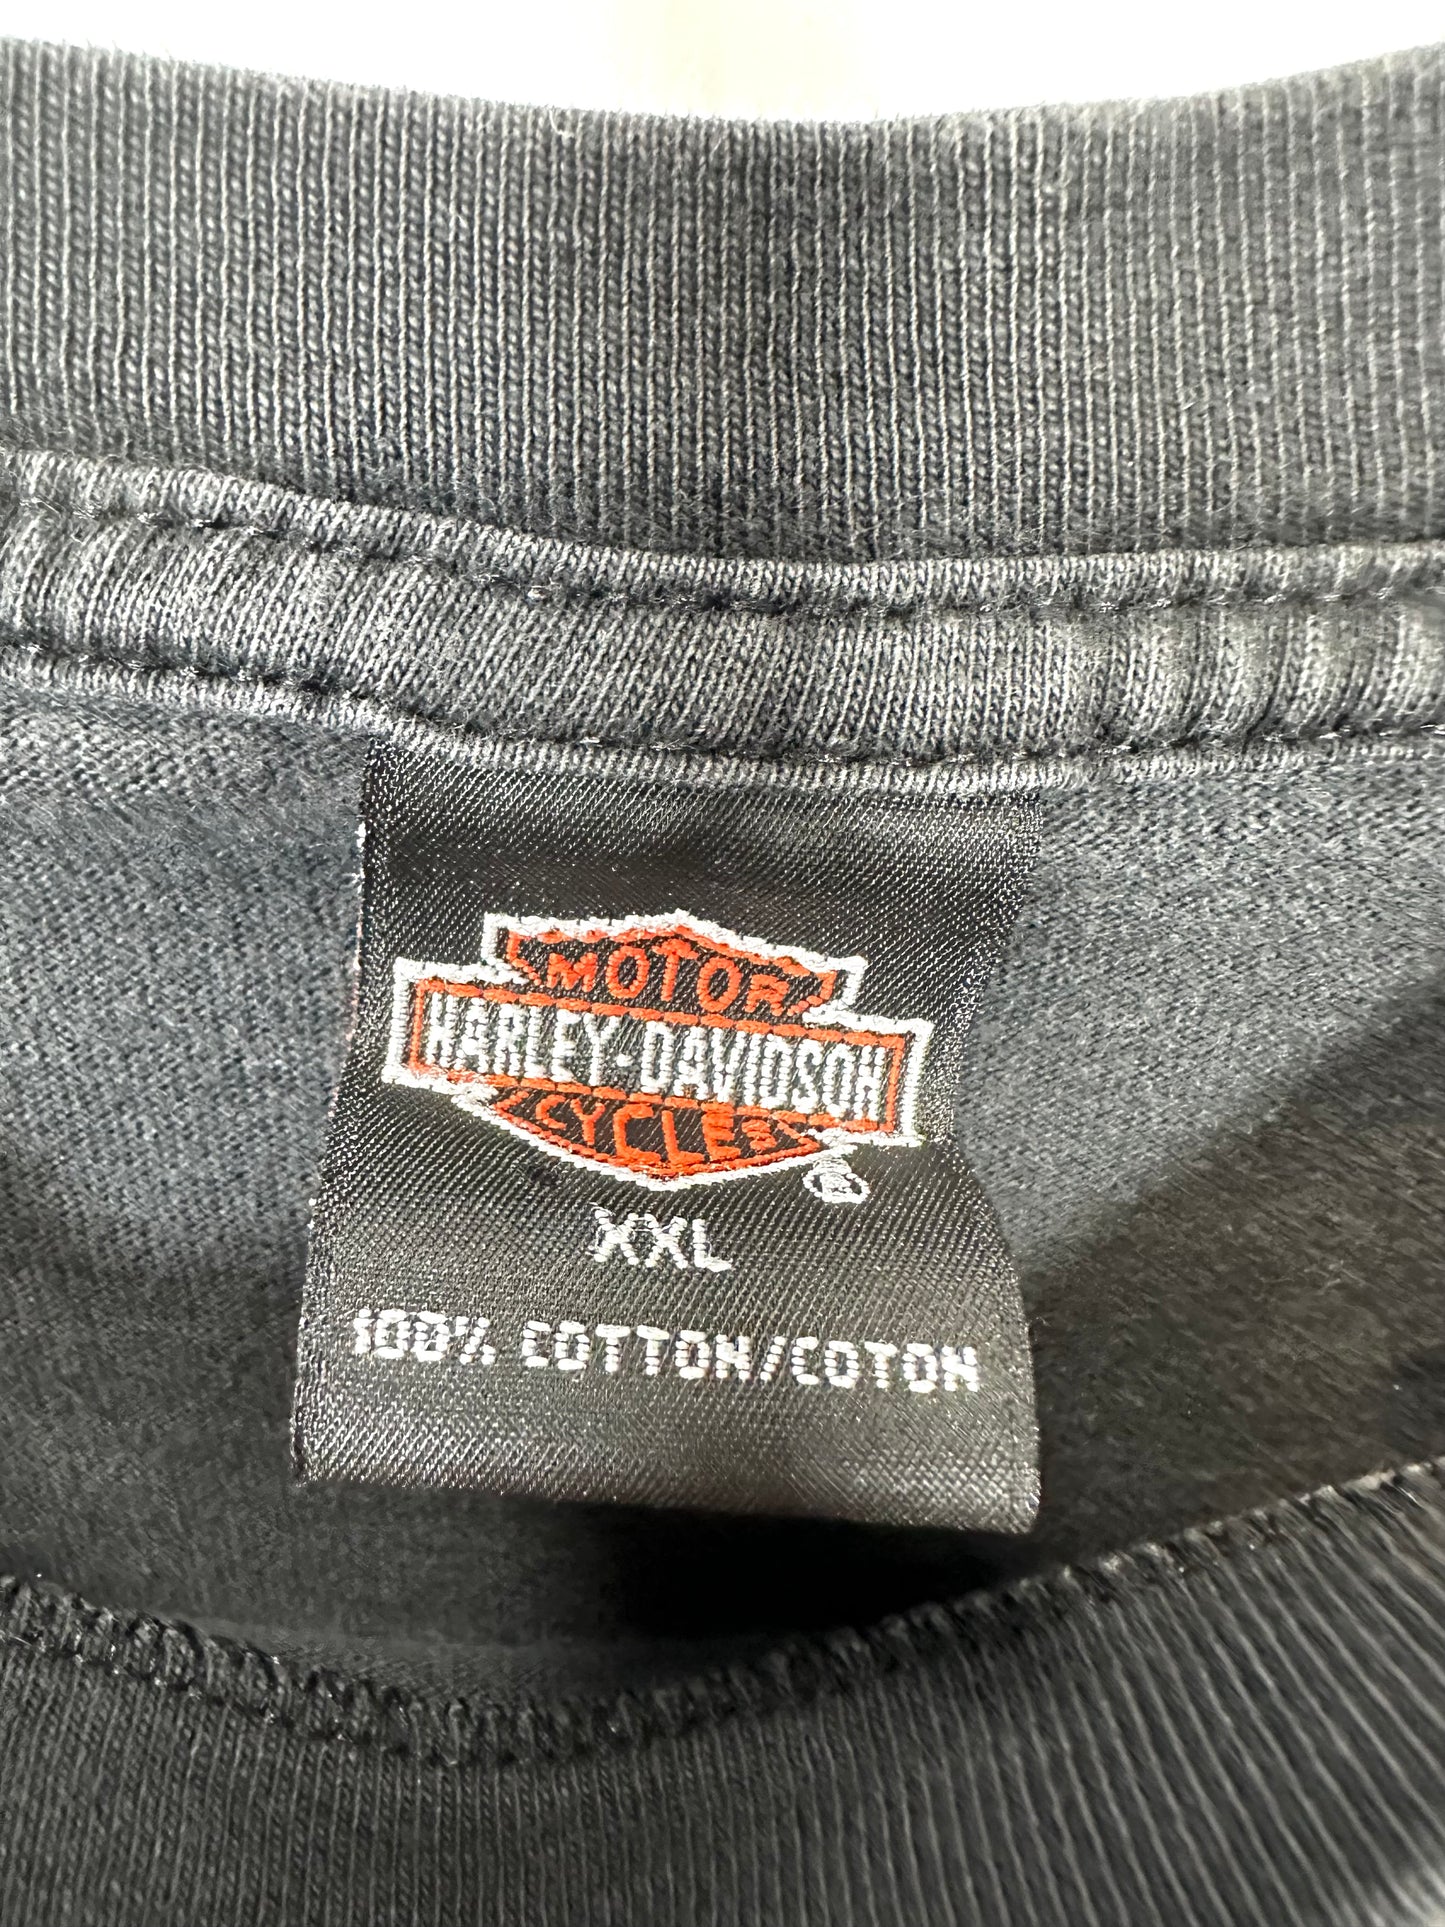 MOTOR
HARLEY-DAVIDSON
CYCLES
®
XXL
100% COTTON/COTON